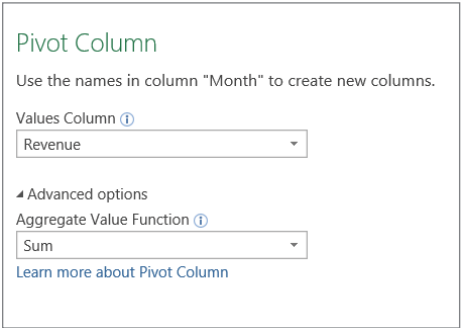 Pivot Column
Use the names in column "Month" to create new columns.
Values Column
Revenue
Advanced options
Aggregate Value Function
Sum
Learn more about Pivot Column